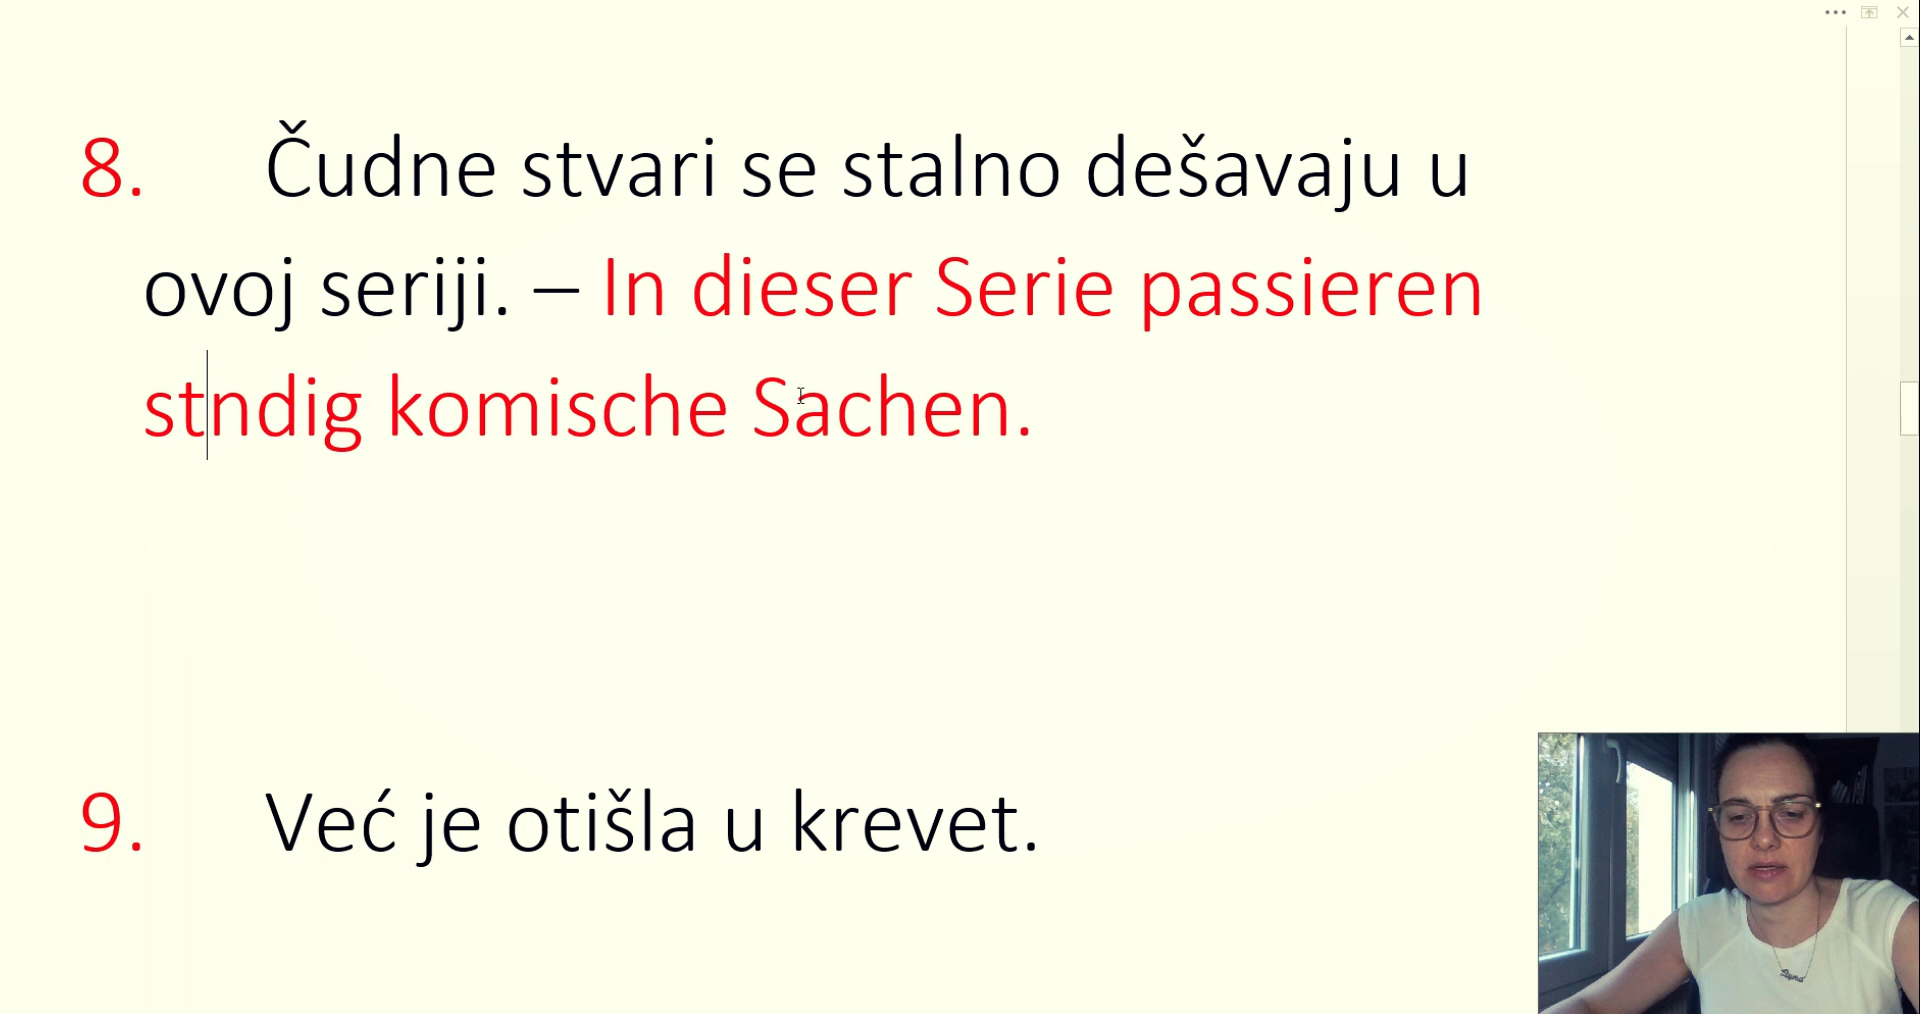 8. Čudne stvari se stalno dešavaju u
ovoj seriji. – In dieser Serie passieren
stndig komische Sachen.
9. Već je otišla u krevet.